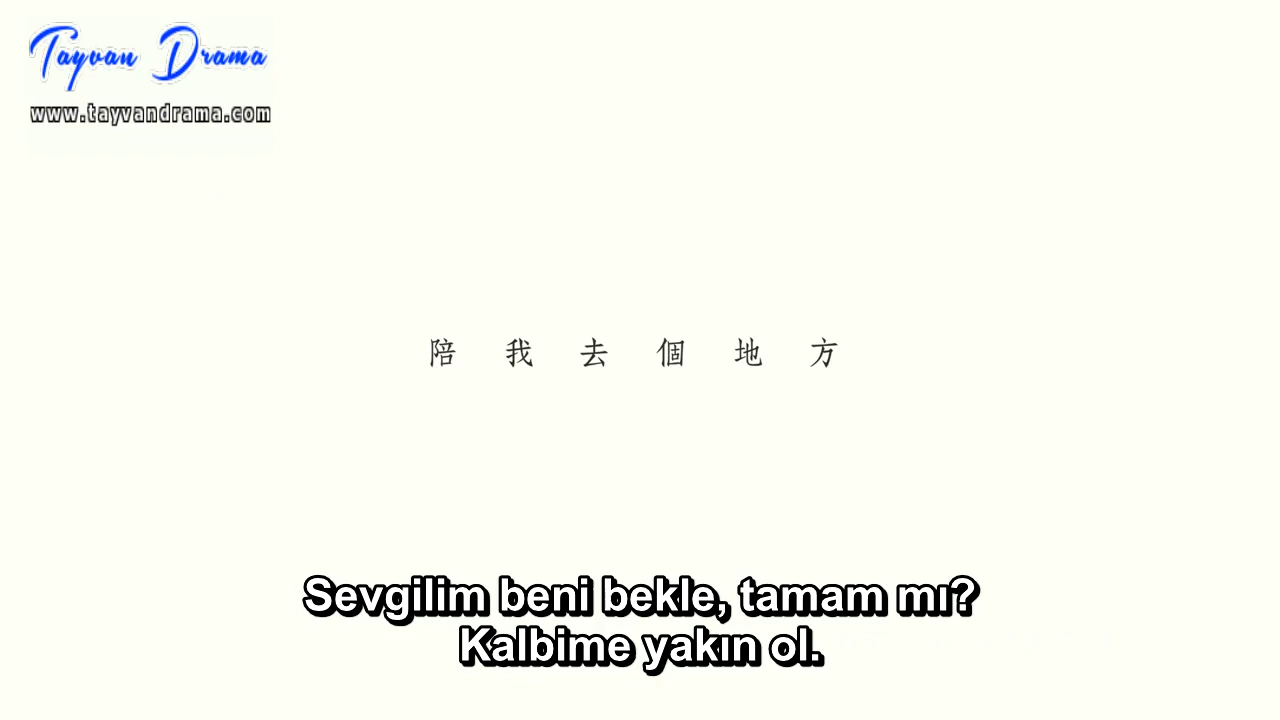 Tayvan Drama
www.tayvandrama.com
陪我去個地方
Sevgilim beni bekle, tamam mı?
Kalbime yakın ol.